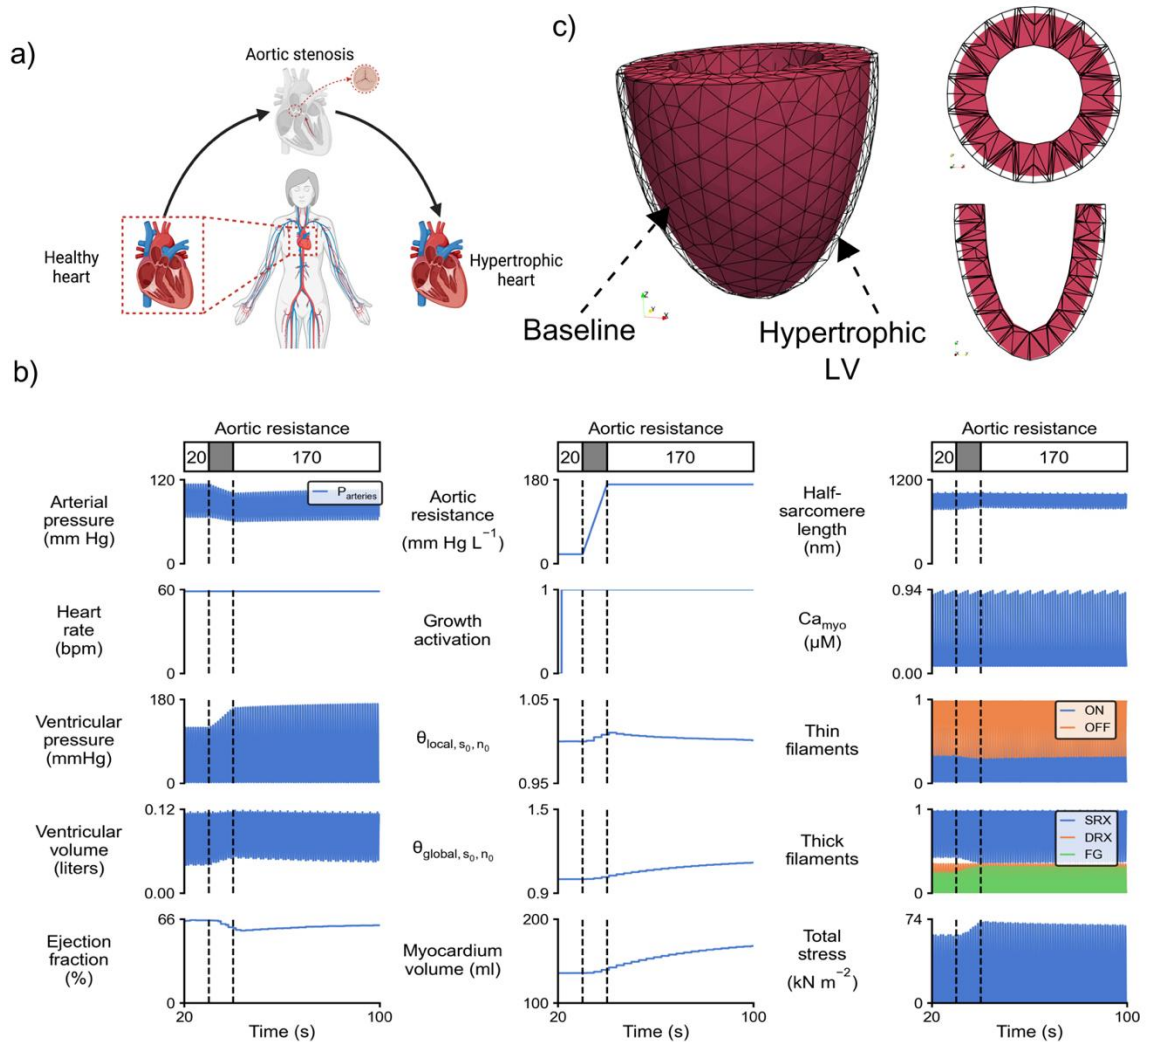 a)
Aortic stenosis
Healthy
heart
Hypertrophic
heart
c)
Baseline
Hypertrophic
LV
b)
Aortic resistance
20
170
Arterial
pressure
(mm Hg)
120
0
P_arteries
Heart
rate
(bpm)
60
0
Ventricular
pressure
(mmHg)
180
0
Ventricular
volume
(liters)
0.12
0.00
Ejection
fraction
(%)
66
0
20
100
Time (s)
Aortic resistance
20
170
Aortic
resistance
(mm Hg L⁻¹)
180
0
Growth
activation
1
0
θ_local, s₀, n₀
1.05
0.95
θ_global, s₀, n₀
1.5
0.9
Myocardium
volume (ml)
200
100
20
100
Time (s)
Aortic resistance
20
170
Half-
sarcomere
length
(nm)
1200
0
Ca_myo
(µM)
0.94
0.00
Thin
filaments
1
0
ON
OFF
Thick
filaments
1
0
SRX
DRX
FG
Total
stress
(kN m⁻²)
74
0
20
100
Time (s)